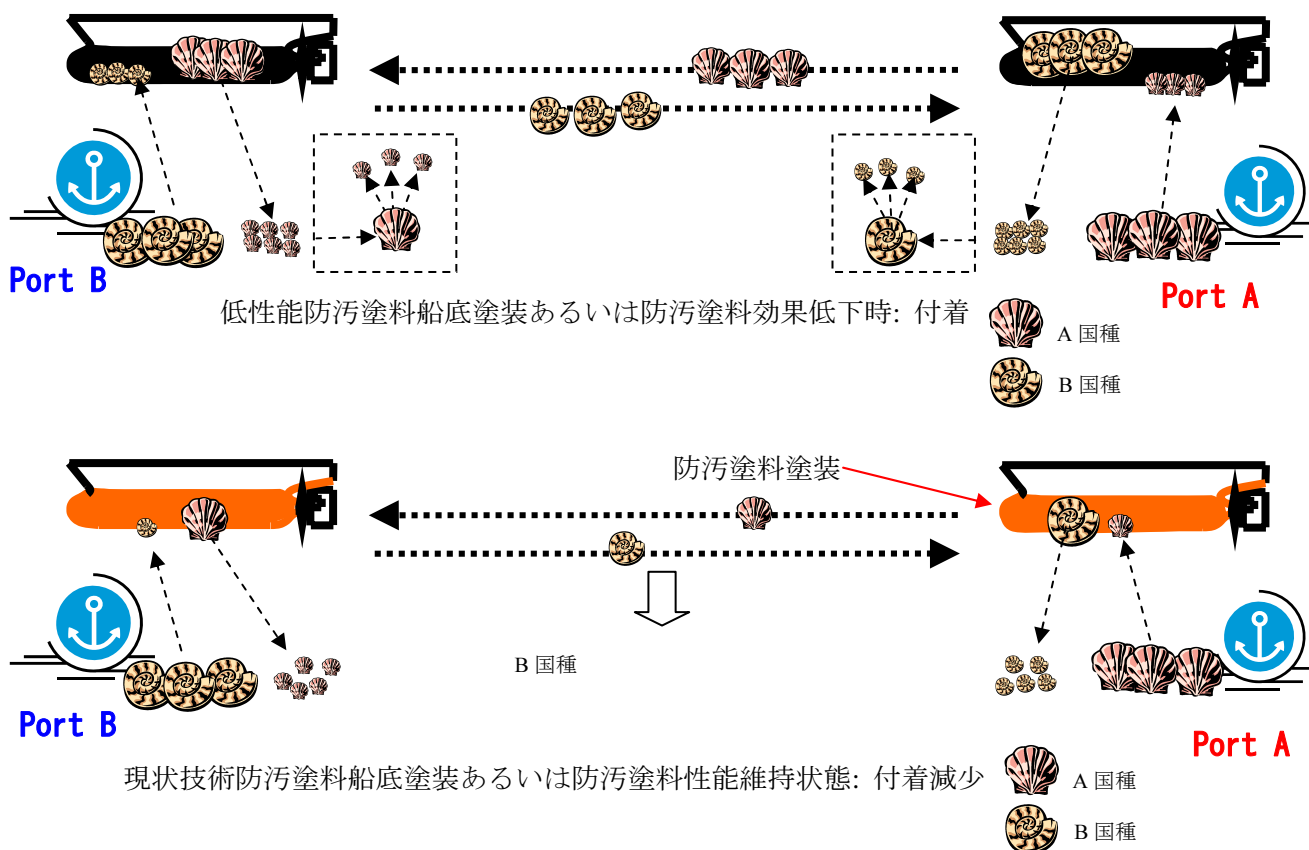 Port B
Port A
低性能防汚塗料船底塗装あるいは防汚塗料効果低下時: 付着
A 国種
B 国種
防汚塗料塗装
B 国種
Port B
Port A
現状技術防汚塗料船底塗装あるいは防汚塗料性能維持状態: 付着減少
A 国種
B 国種